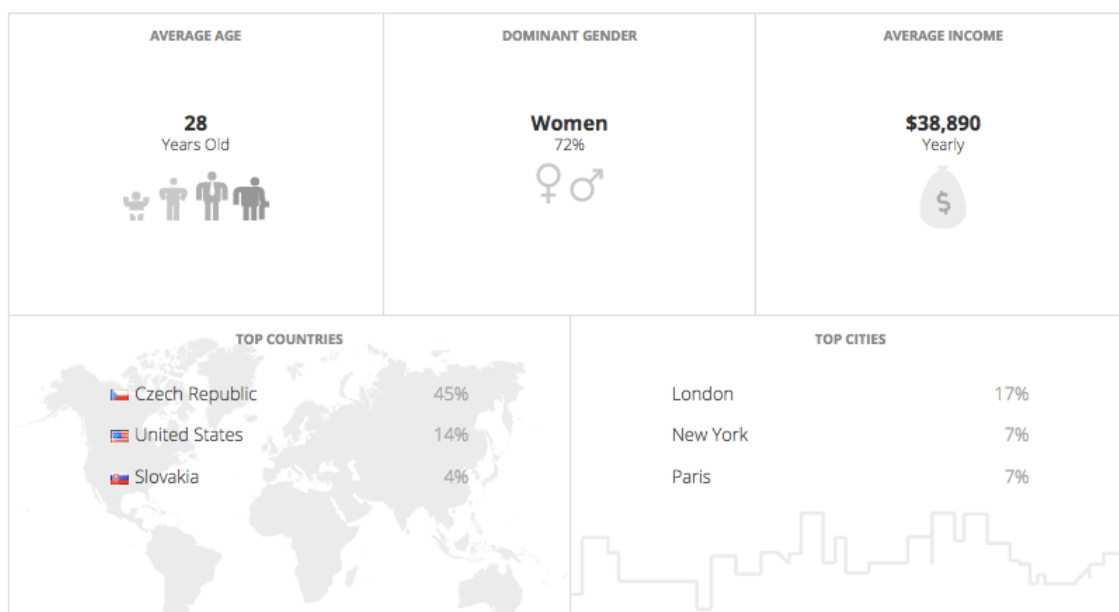 AVERAGE AGE
28
Years Old
DOMINANT GENDER
Women
72%
AVERAGE INCOME
$38,890
Yearly
$
TOP COUNTRIES
Czech Republic 45%
United States 14%
Slovakia 4%
TOP CITIES
London 17%
New York 7%
Paris 7%